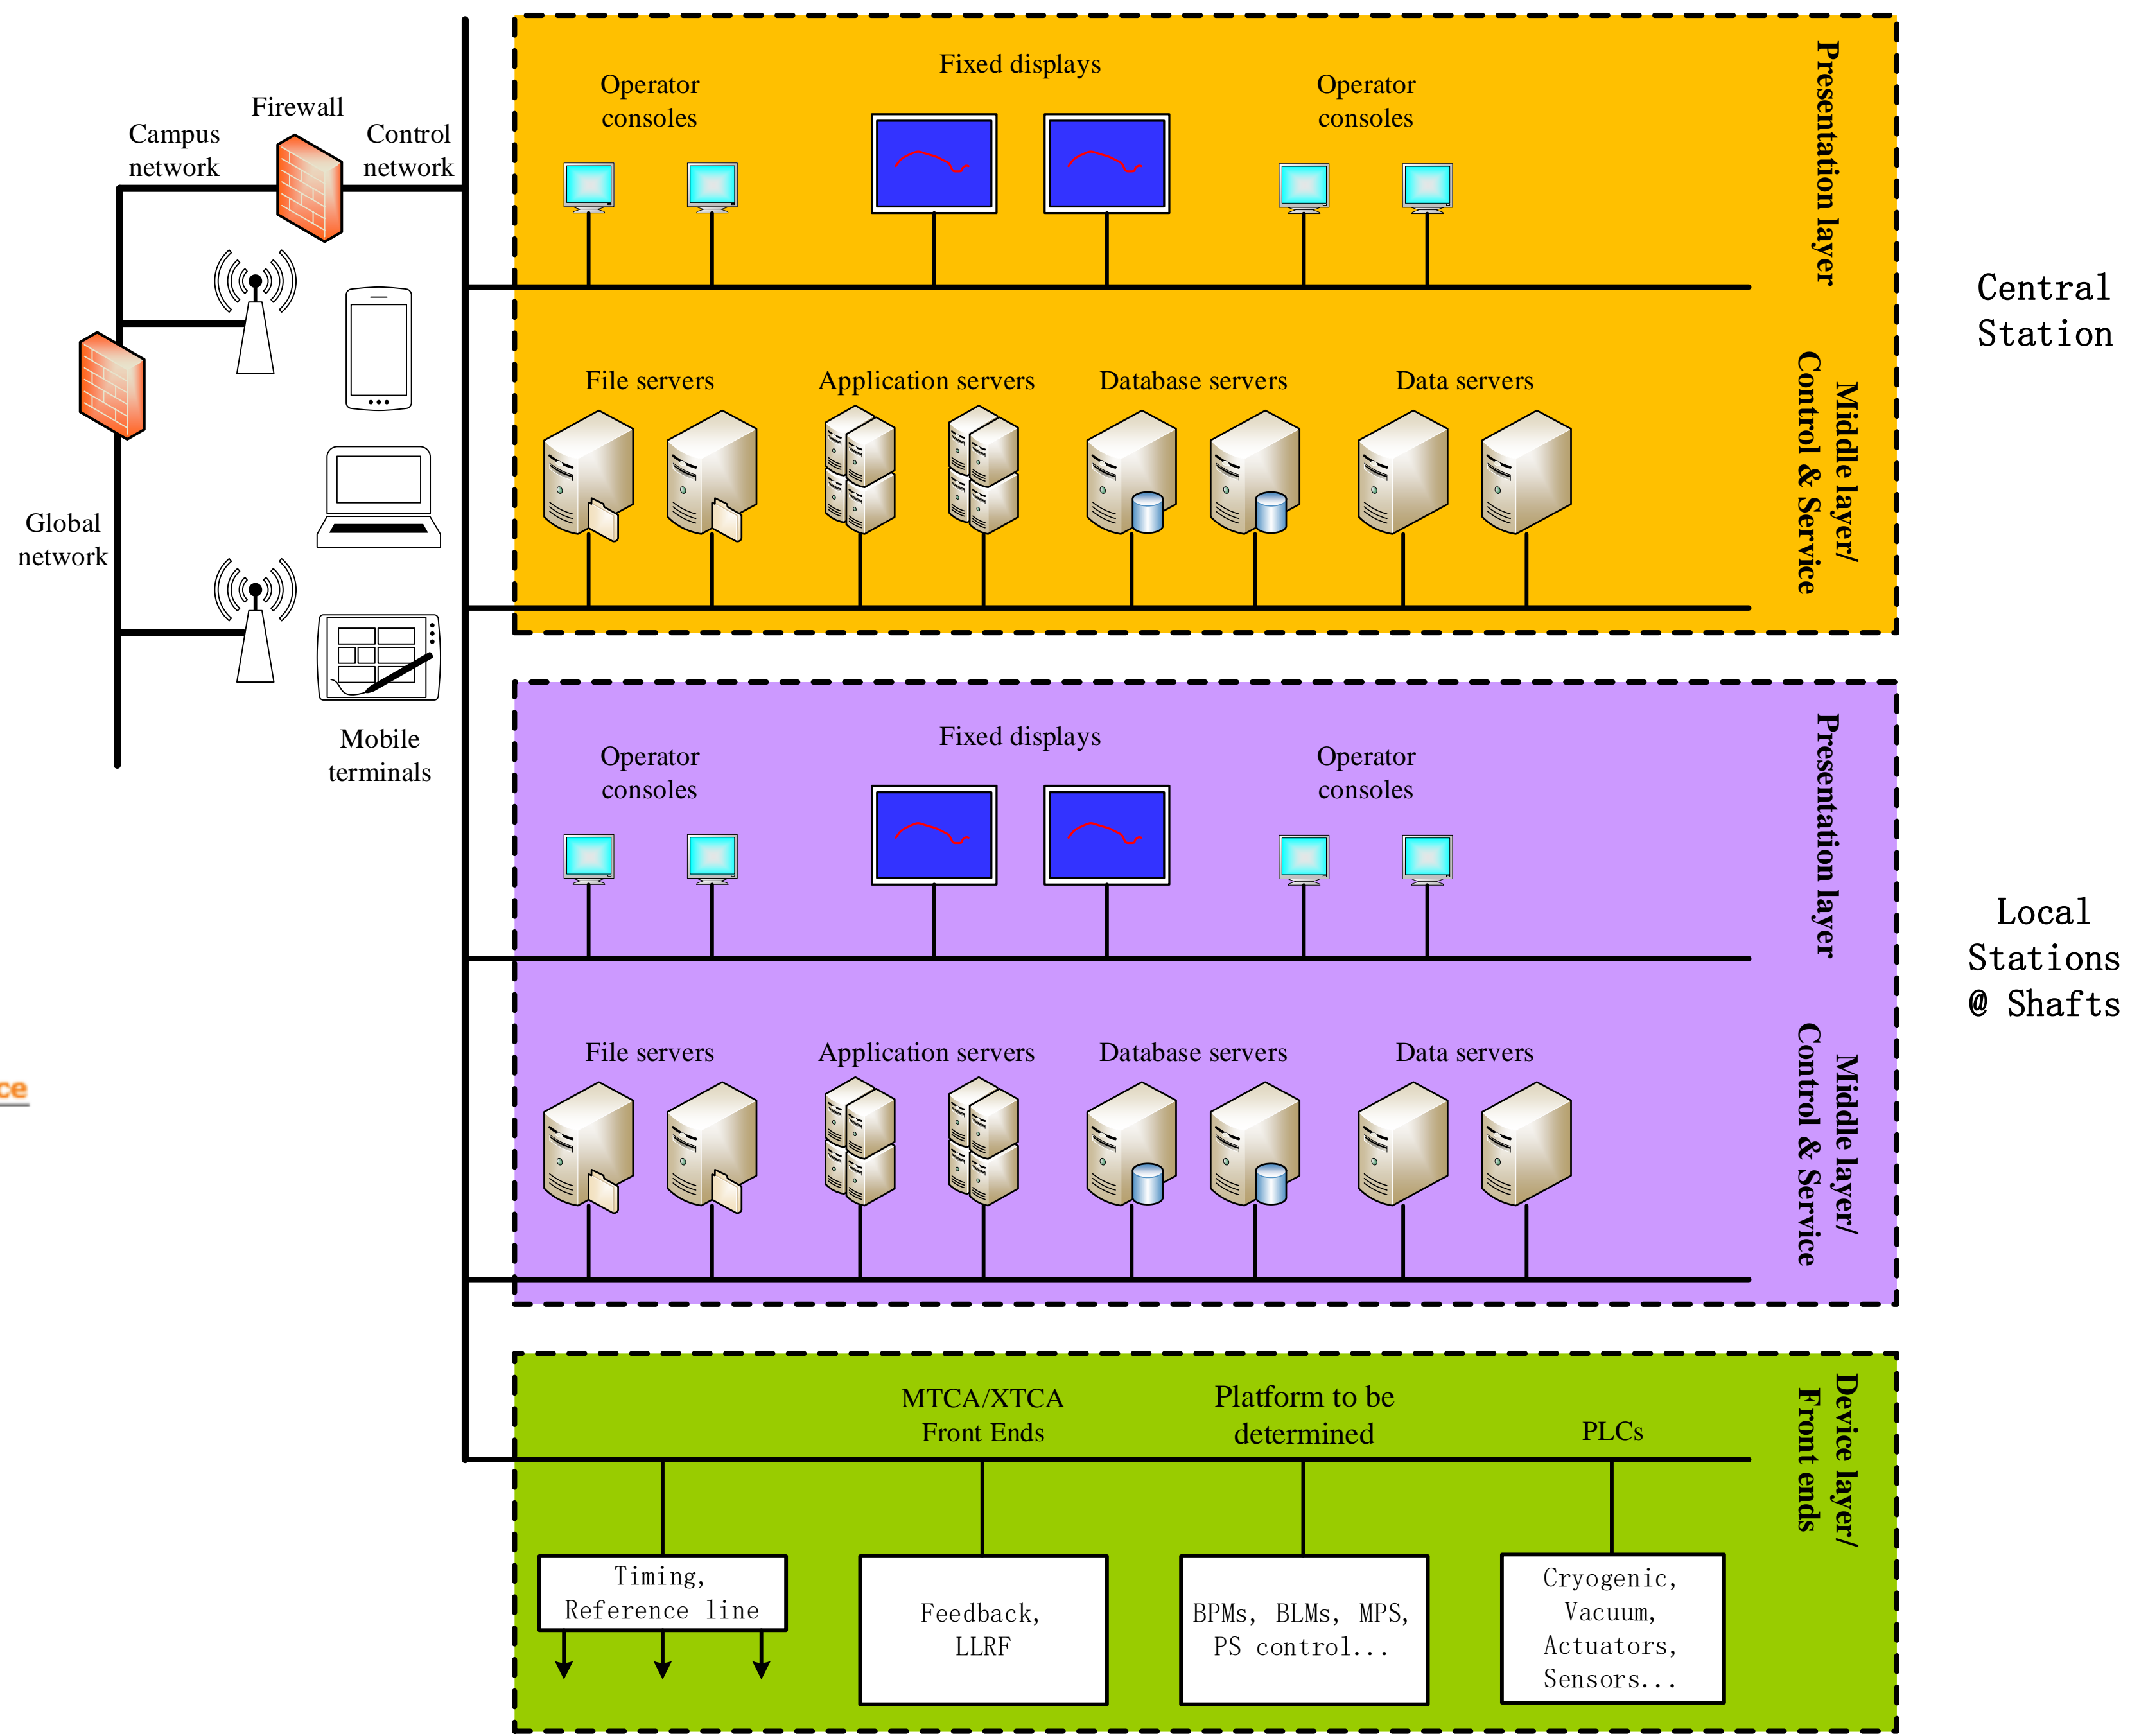 Firewall
Campus
network
Control
network
Global
network
Mobile
terminals
Operator
consoles
Fixed displays
Operator
consoles
Presentation layer
File servers
Application servers
Database servers
Data servers
Middle layer/
Control & Service
Central
Station
Operator
consoles
Fixed displays
Operator
consoles
Presentation layer
File servers
Application servers
Database servers
Data servers
Middle layer/
Control & Service
Local
Stations
@ Shafts
MTCA/XTCA
Front Ends
Platform to be
determined
PLCs
Device layer/
Front ends
Timing,
Reference line
Feedback,
LLRF
BPMs, BLMs, MPS,
PS control...
Cryogenic,
Vacuum,
Actuators,
Sensors...